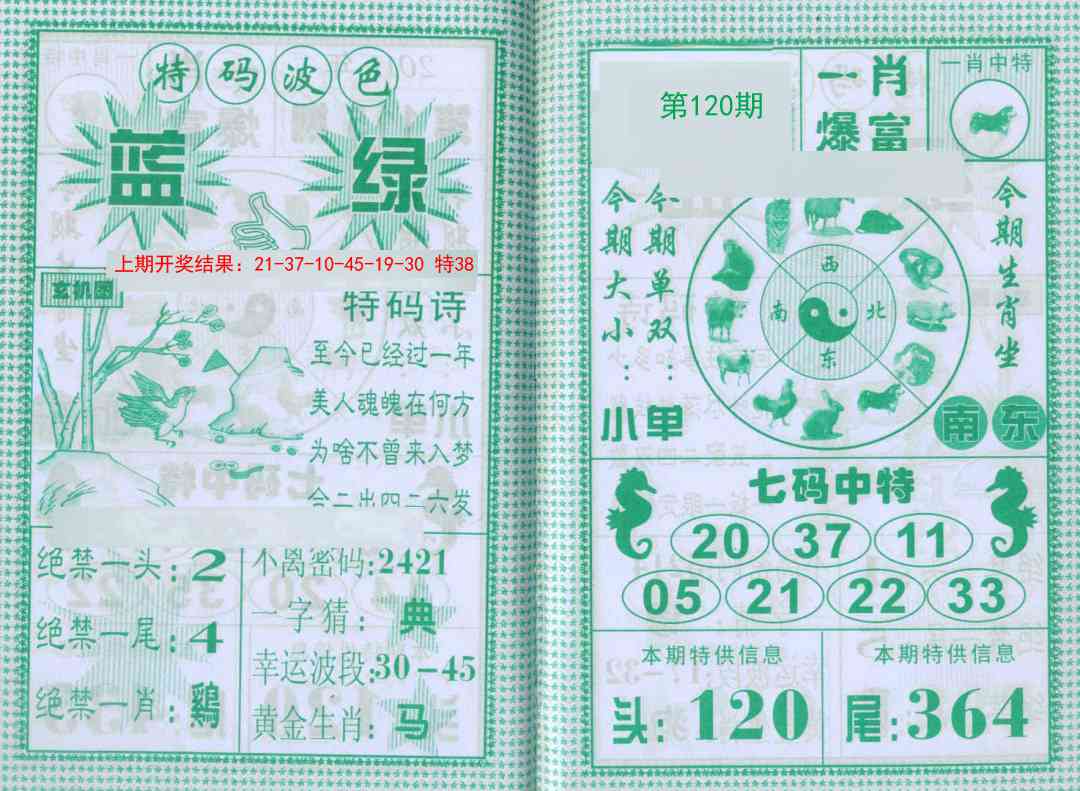 特码波色
蓝 绿
上期开奖结果：21-37-10-45-19-30 特38
玄机图
特码诗
至今已经过一年
美人魂魄在何方
为啥不曾来入梦
合二出四二六发
绝禁一头:2
绝禁一尾:4
绝禁一肖:鷄
不离密码:2421
一字猜：典
幸运波段:30-45
黄金生肖：马
第120期
一肖
爆富
一肖中特
今期大小：小
今期单双：单
西
南 北
东
今期生肖坐
南东
七码中特
20 37 11
05 21 22 33
本期特供信息
头:120
本期特供信息
尾:364